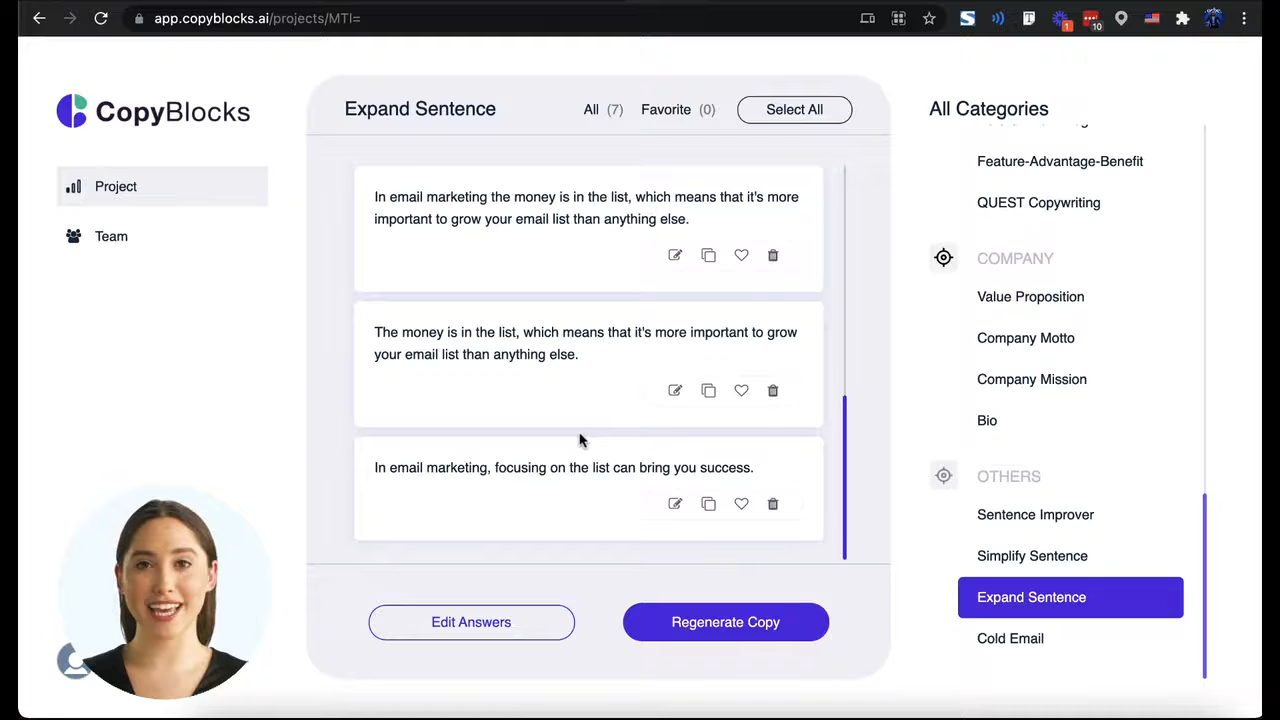 app.copyblocks.ai/projects/MTI=
1
10
CopyBlocks
Project
Team
Expand Sentence
All (7)
Favorite (0)
Select All
In email marketing the money is in the list, which means that it's more
important to grow your email list than anything else.
The money is in the list, which means that it's more important to grow
your email list than anything else.
In email marketing, focusing on the list can bring you success.
Edit Answers
Regenerate Copy
All Categories
Feature-Advantage-Benefit
QUEST Copywriting
COMPANY
Value Proposition
Company Motto
Company Mission
Bio
OTHERS
Sentence Improver
Simplify Sentence
Expand Sentence
Cold Email